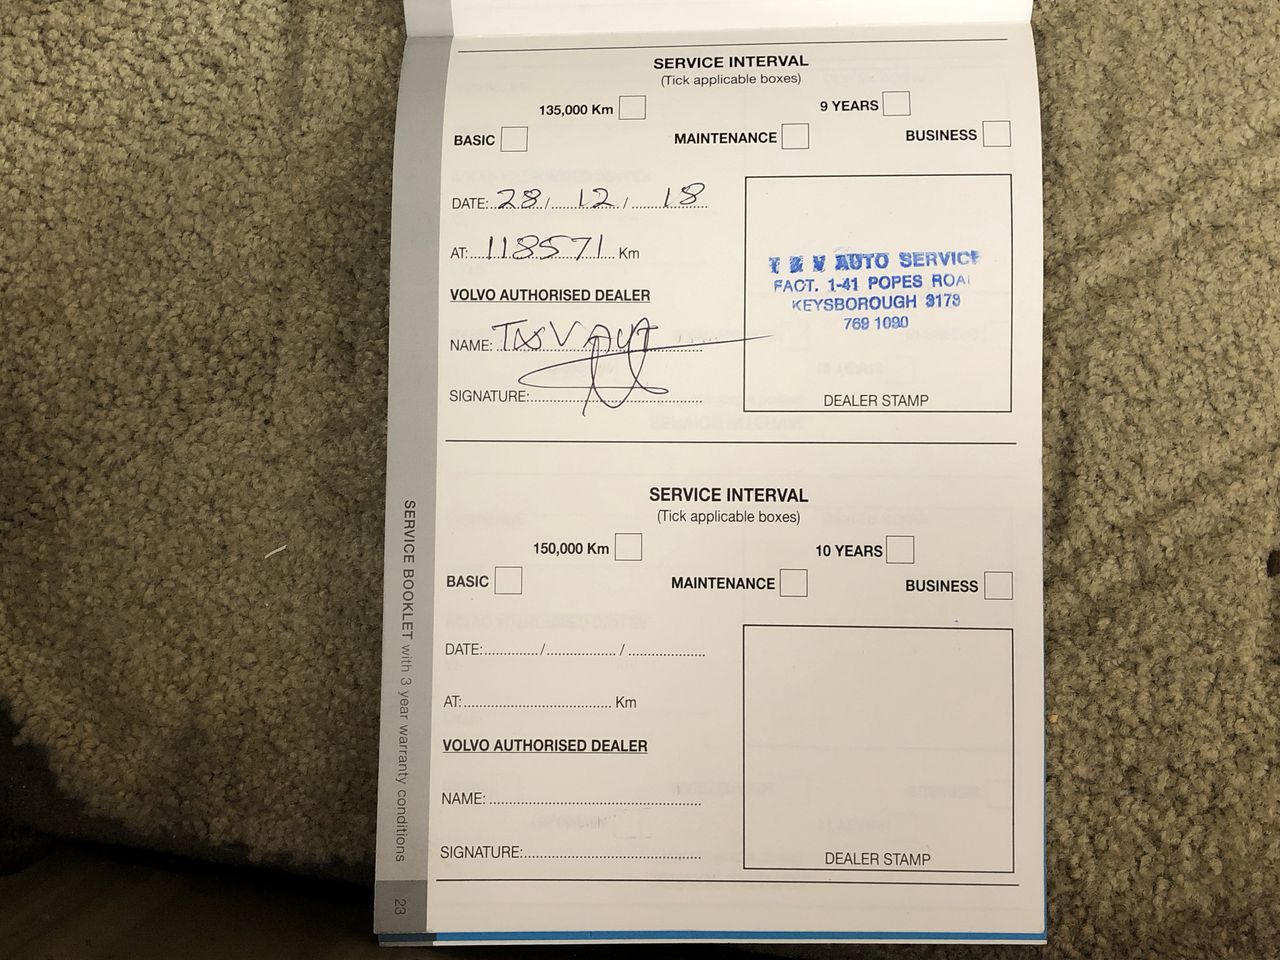 SERVICE INTERVAL
(Tick applicable boxes)
135,000 Km
9 YEARS
BASIC
MAINTENANCE
BUSINESS
DATE: 28 / 12 / 18
AT: 118571 Km
VOLVO AUTHORISED DEALER
NAME:
SIGNATURE:
AUTO SERVICE
FACT. 1-41 POPES ROA
KEYSBOROUGH 3173
769 1090
DEALER STAMP
SERVICE INTERVAL
(Tick applicable boxes)
150,000 Km
10 YEARS
BASIC
MAINTENANCE
BUSINESS
DATE: / /
AT: Km
VOLVO AUTHORISED DEALER
NAME:
SIGNATURE:
DEALER STAMP
SERVICE BOOKLET with 3 year warranty conditions
23